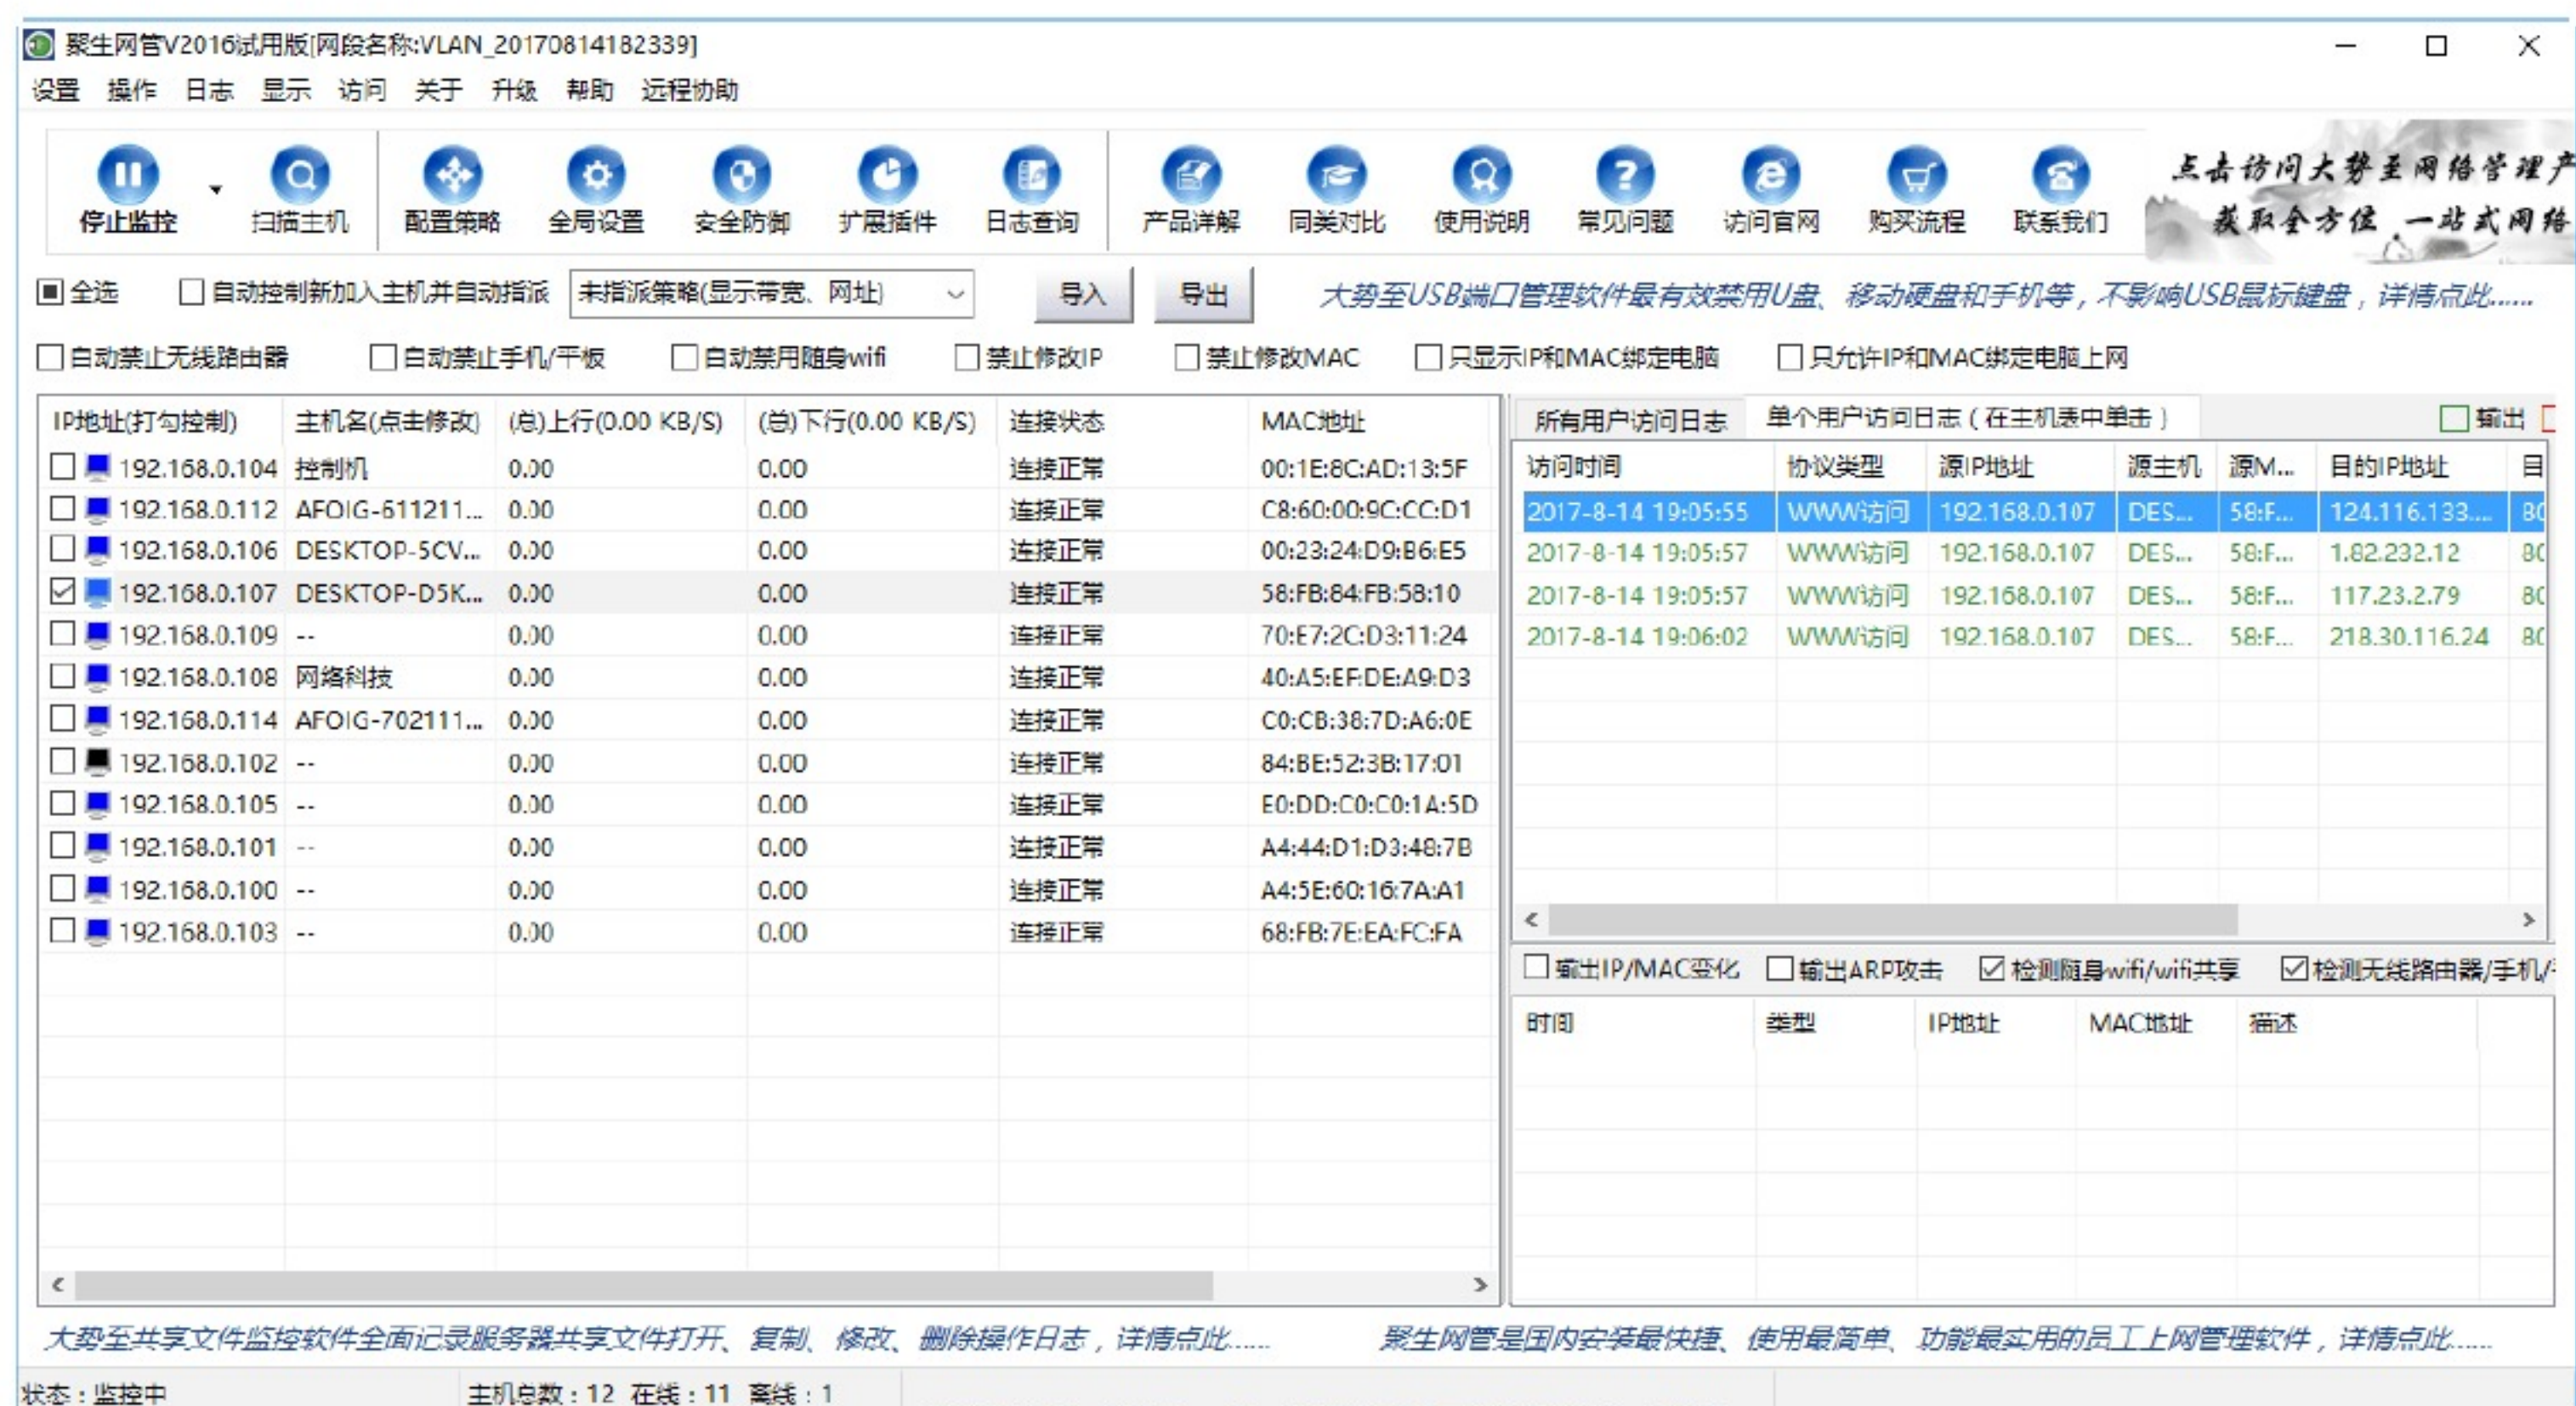 聚生网管V2016试用版[网段名称:VLAN_20170814182339]
设置 操作 日志 显示 访问 关于 升级 帮助 远程协助
停止监控 扫描主机 配置策略 全局设置 安全防御 扩展插件 日志查询 产品详解 同类对比 使用说明 常见问题 访问官网 购买流程 联系我们
点击访问大势至网络管理产
获取全方位、一站式网络
全选 自动控制新加入主机并自动指派 未指派策略(显示带宽、网址) 导入 导出 大势至USB端口管理软件最有效禁用U盘、移动硬盘和手机等，不影响USB鼠标键盘，详情点此......
自动禁止无线路由器 自动禁止手机/平板 自动禁用随身wifi 禁止修改IP 禁止修改MAC 只显示IP和MAC绑定电脑 只允许IP和MAC绑定电脑上网
IP地址(打勾控制) 主机名(点击修改) (总)上行(0.00 KB/S) (总)下行(0.00 KB/S) 连接状态 MAC地址
192.168.0.104 控制机 0.00 0.00 连接正常 00:1E:8C:AD:13:5F
192.168.0.112 AFOIG-611211... 0.00 0.00 连接正常 C8:60:00:9C:CC:D1
192.168.0.106 DESKTOP-5CV... 0.00 0.00 连接正常 00:23:24:D9:B6:E5
192.168.0.107 DESKTOP-D5K... 0.00 0.00 连接正常 58:FB:84:FB:58:10
192.168.0.109 -- 0.00 0.00 连接正常 70:E7:2C:D3:11:24
192.168.0.108 网络科技 0.00 0.00 连接正常 40:A5:EF:DE:A9:D3
192.168.0.114 AFOIG-702111... 0.00 0.00 连接正常 C0:CB:38:7D:A6:0E
192.168.0.102 -- 0.00 0.00 连接正常 84:BE:52:3B:17:01
192.168.0.105 -- 0.00 0.00 连接正常 E0:DD:C0:C0:1A:5D
192.168.0.101 -- 0.00 0.00 连接正常 A4:44:D1:D3:48:7B
192.168.0.100 -- 0.00 0.00 连接正常 A4:5E:60:16:7A:A1
192.168.0.103 -- 0.00 0.00 连接正常 68:FB:7E:EA:FC:FA
所有用户访问日志 单个用户访问日志（在主机表中单击） 输出
访问时间 协议类型 源IP地址 源主机 源M... 目的IP地址 目
2017-8-14 19:05:55 WWW访问 192.168.0.107 DES... 58:F... 124.116.133.... 80
2017-8-14 19:05:57 WWW访问 192.168.0.107 DES... 58:F... 1.82.232.12 80
2017-8-14 19:05:57 WWW访问 192.168.0.107 DES... 58:F... 117.23.2.79 80
2017-8-14 19:06:02 WWW访问 192.168.0.107 DES... 58:F... 218.30.116.24 80
输出IP/MAC变化 输出ARP攻击 检测随身wifi/wifi共享 检测无线路由器/手机/
时间 类型 IP地址 MAC地址 描述
大势至共享文件监控软件全面记录服务器共享文件打开、复制、修改、删除操作日志，详情点此......
聚生网管是国内安装最快捷、使用最简单、功能最实用的员工上网管理软件，详情点此......
状态：监控中 主机总数：12 在线：11 离线：1